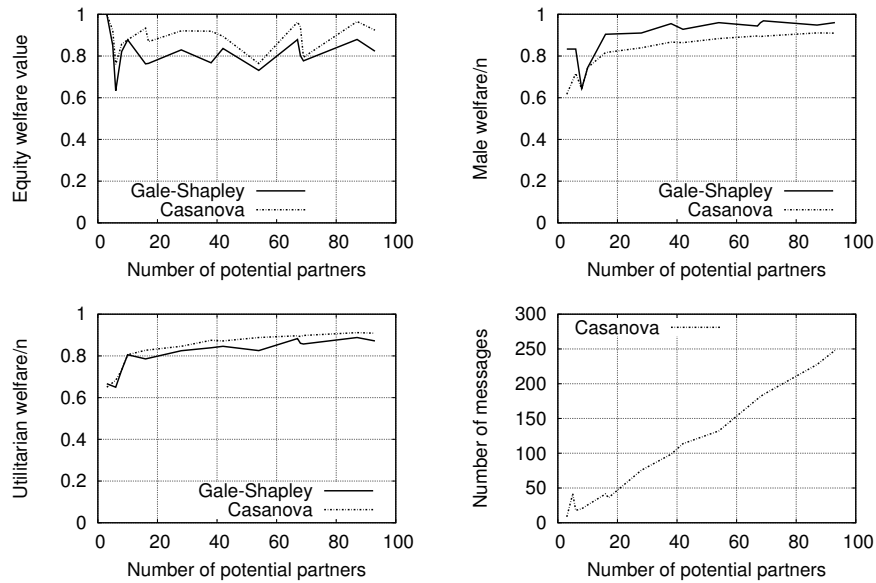 Equity welfare value
1
0.8
0.6
0.4
0.2
0
0 20 40 60 80 100
Gale-Shapley
Casanova
Number of potential partners
Male welfare/n
1
0.8
0.6
0.4
0.2
0
0 20 40 60 80 100
Gale-Shapley
Casanova
Number of potential partners
Utilitarian welfare/n
1
0.8
0.6
0.4
0.2
0
0 20 40 60 80 100
Gale-Shapley
Casanova
Number of potential partners
Number of messages
300
250
200
150
100
50
0
0 20 40 60 80 100
Casanova
Number of potential partners